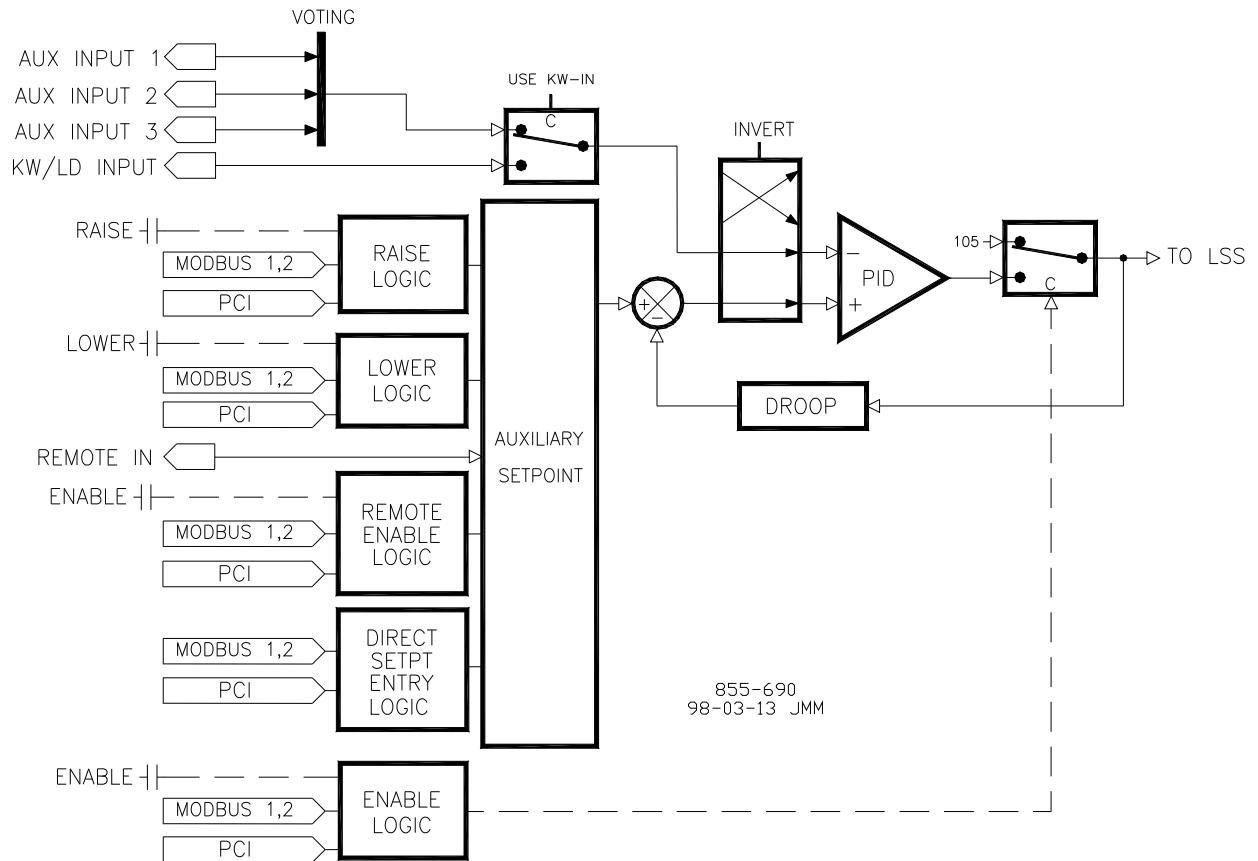 VOTING
AUX INPUT 1
AUX INPUT 2
AUX INPUT 3
KW/LD INPUT
USE KW-IN
C
INVERT
RAISE
MODBUS 1,2
PCI
RAISE
LOGIC
LOWER
MODBUS 1,2
PCI
LOWER
LOGIC
REMOTE IN
ENABLE
MODBUS 1,2
PCI
REMOTE
ENABLE
LOGIC
MODBUS 1,2
PCI
DIRECT
SETPT
ENTRY
LOGIC
AUXILIARY
SETPOINT
+
-
-
+
PID
105
C
TO LSS
DROOP
855-690
98-03-13 JMM
ENABLE
MODBUS 1,2
PCI
ENABLE
LOGIC